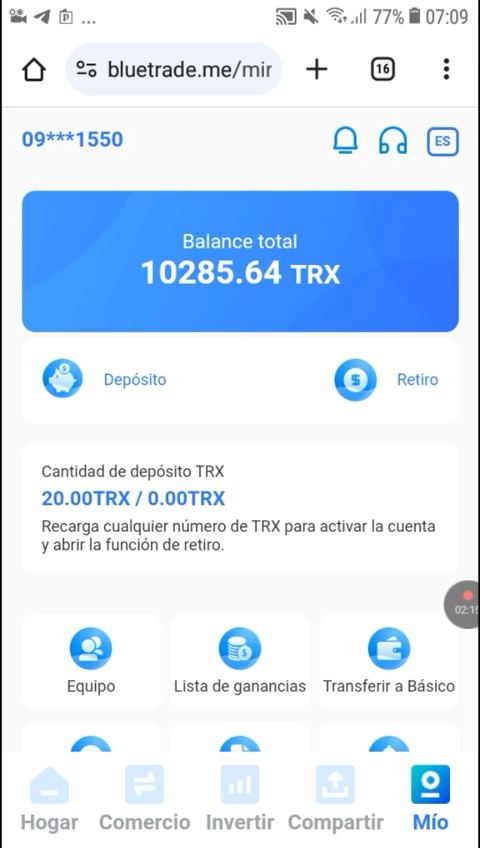 ... 77% 07:09
bluetrade.me/mir
16
09***1550
ES
Balance total
10285.64 TRX
Depósito
Retiro
Cantidad de depósito TRX
20.00TRX / 0.00TRX
Recarga cualquier número de TRX para activar la cuenta
y abrir la función de retiro.
02:15
Equipo
Lista de ganancias
Transferir a Básico
Hogar
Comercio
Invertir
Compartir
Mío